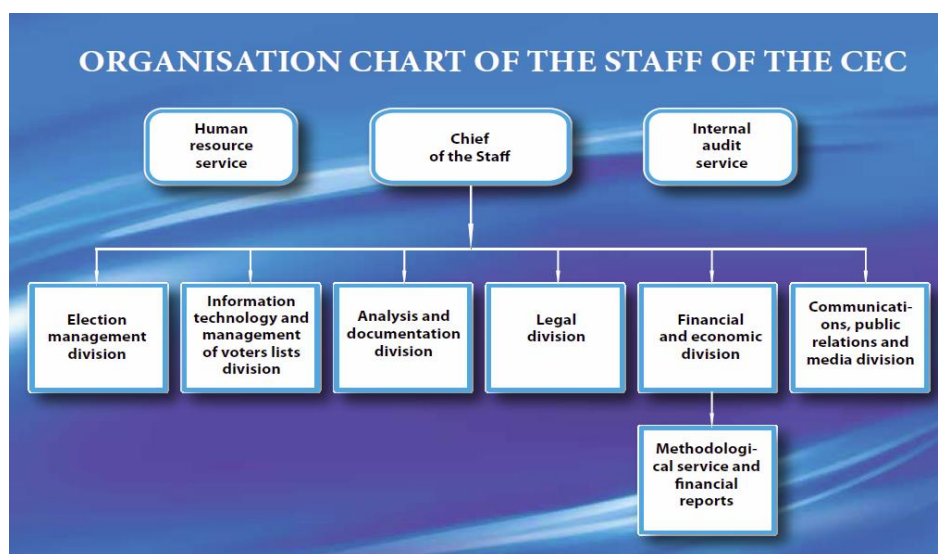 ORGANISATION CHART OF THE STAFF OF THE CEC
Human
resource
service
Chief
of the Staff
Internal
audit
service
Election
management
division
Information
technology and
management
of voters lists
division
Analysis and
documentation
division
Legal
division
Financial
and economic
division
Communicati-
ons, public
relations and
media division
Methodologi-
cal service and
financial
reports